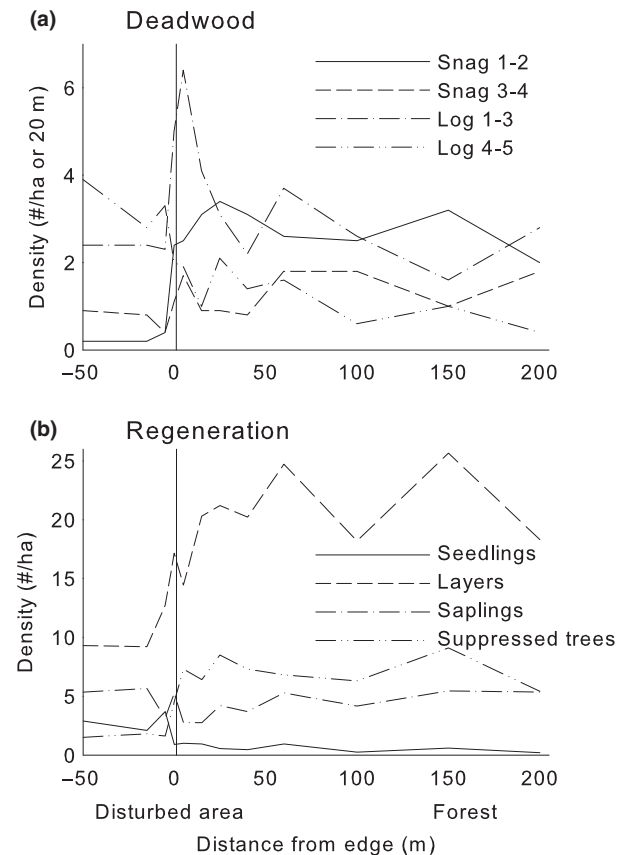 (a) Deadwood
Snag 1-2
Snag 3-4
Log 1-3
Log 4-5
Density (#/ha or 20 m)
6
4
2
0
–50 0 50 100 150 200
(b) Regeneration
25
20
15
10
5
0
Density (#/ha)
Seedlings
Layers
Saplings
Suppressed trees
–50 0 50 100 150 200
Disturbed area Forest
Distance from edge (m)